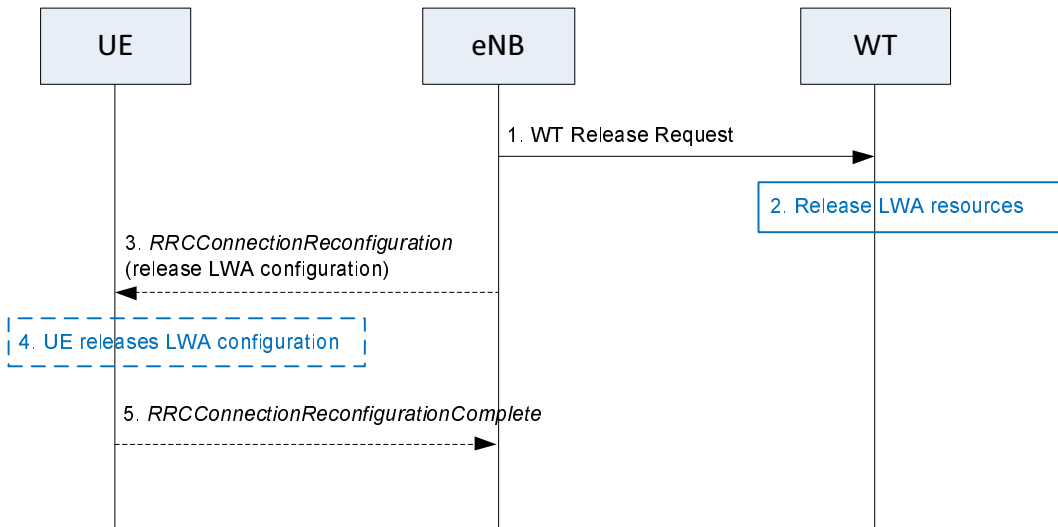 UE
eNB
WT
1. WT Release Request
2. Release LWA resources
3. RRCConnectionReconfiguration
(release LWA configuration)
4. UE releases LWA configuration
5. RRCConnectionReconfigurationComplete